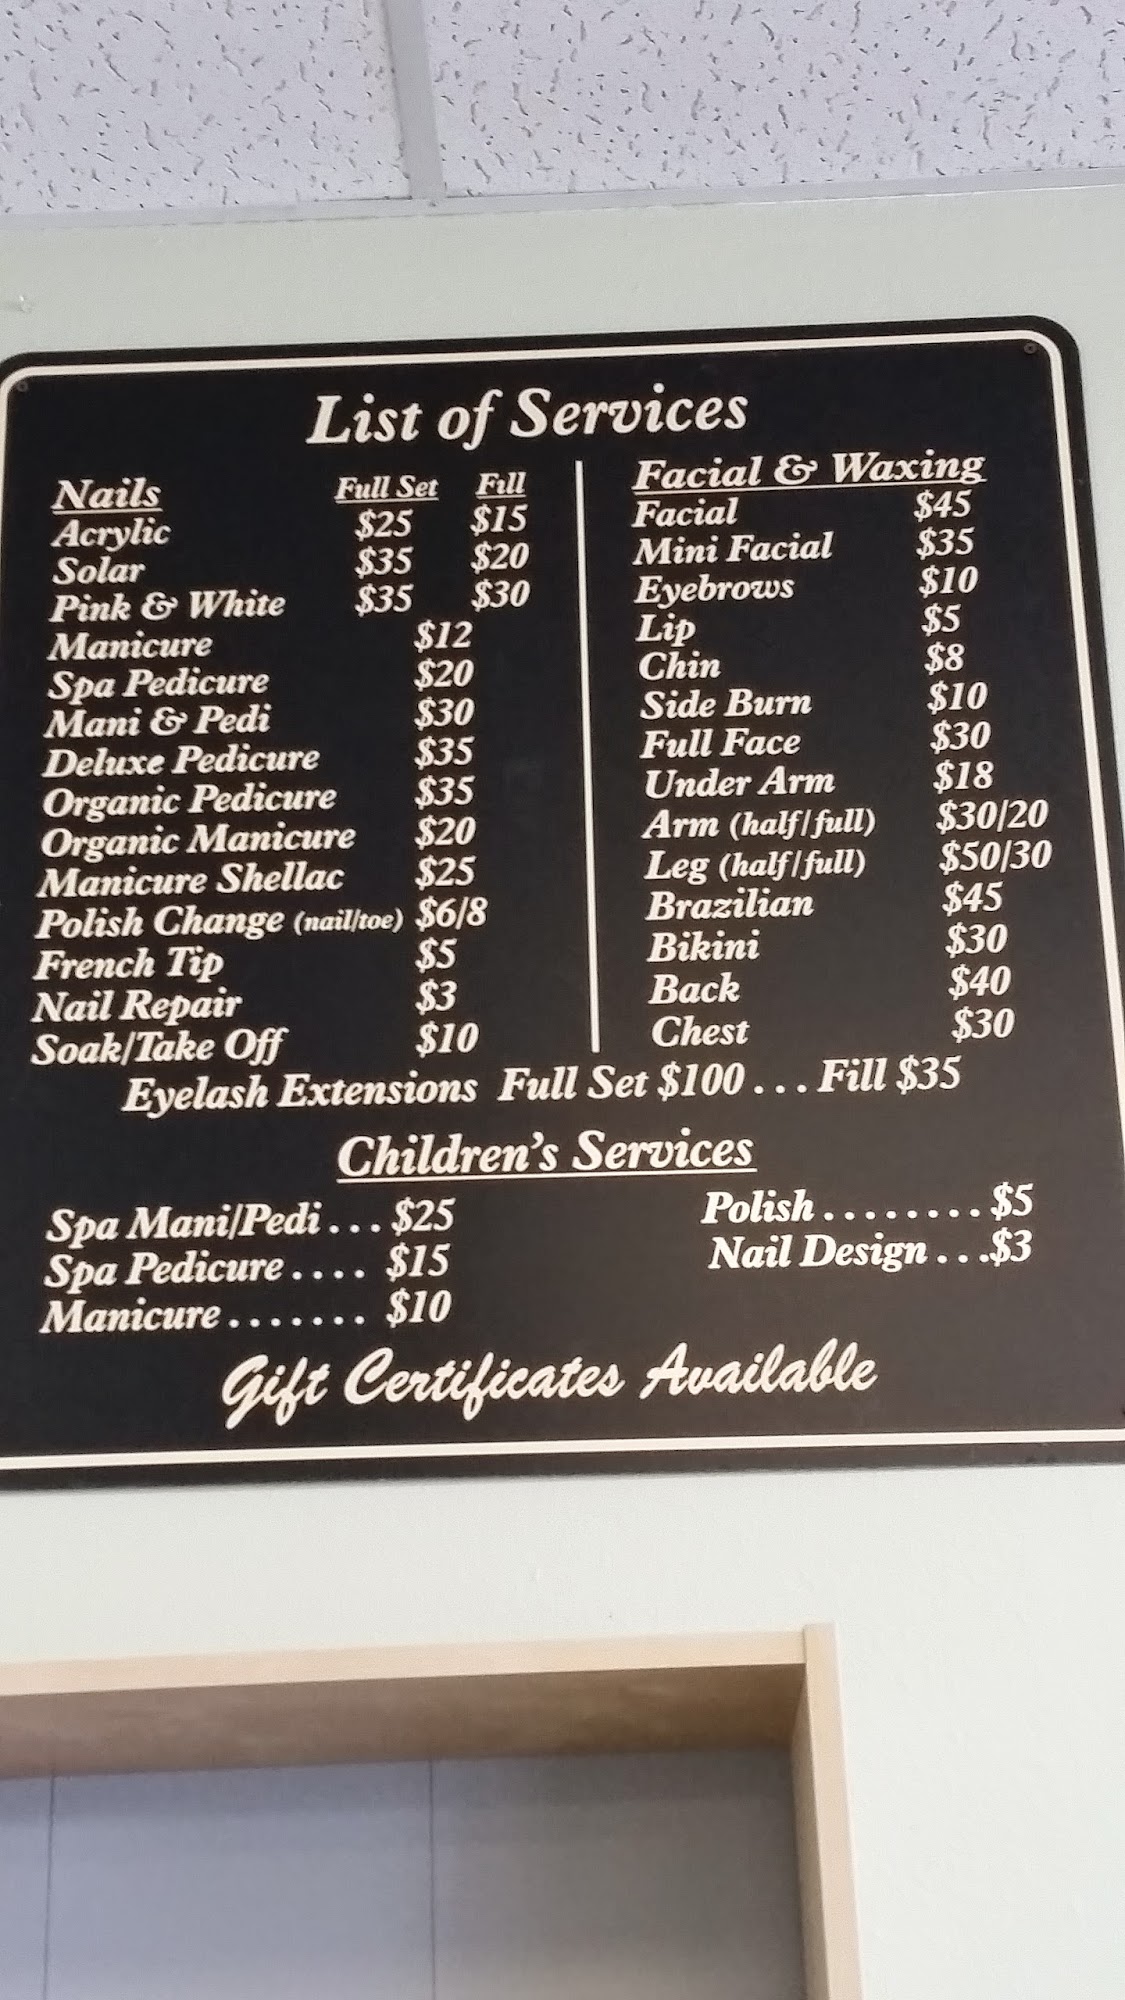 List of Services
Nails Full Set Fill
Acrylic $25 $15
Solar $35 $20
Pink & White $35 $30
Manicure $12
Spa Pedicure $20
Mani & Pedi $30
Deluxe Pedicure $35
Organic Pedicure $35
Organic Manicure $20
Manicure Shellac $25
Polish Change (nail/toe) $6/8
French Tip $5
Nail Repair $3
Soak/Take Off $10
Facial & Waxing
Facial $45
Mini Facial $35
Eyebrows $10
Lip $5
Chin $8
Side Burn $10
Full Face $30
Under Arm $18
Arm (half/full) $30/20
Leg (half/full) $50/30
Brazilian $45
Bikini $30
Back $40
Chest $30
Eyelash Extensions Full Set $100 . . . Fill $35
Children's Services
Spa Mani/Pedi . . . $25
Spa Pedicure . . . . $15
Manicure . . . . . . . $10
Polish . . . . . . . . $5
Nail Design . . .$3
Gift Certificates Available